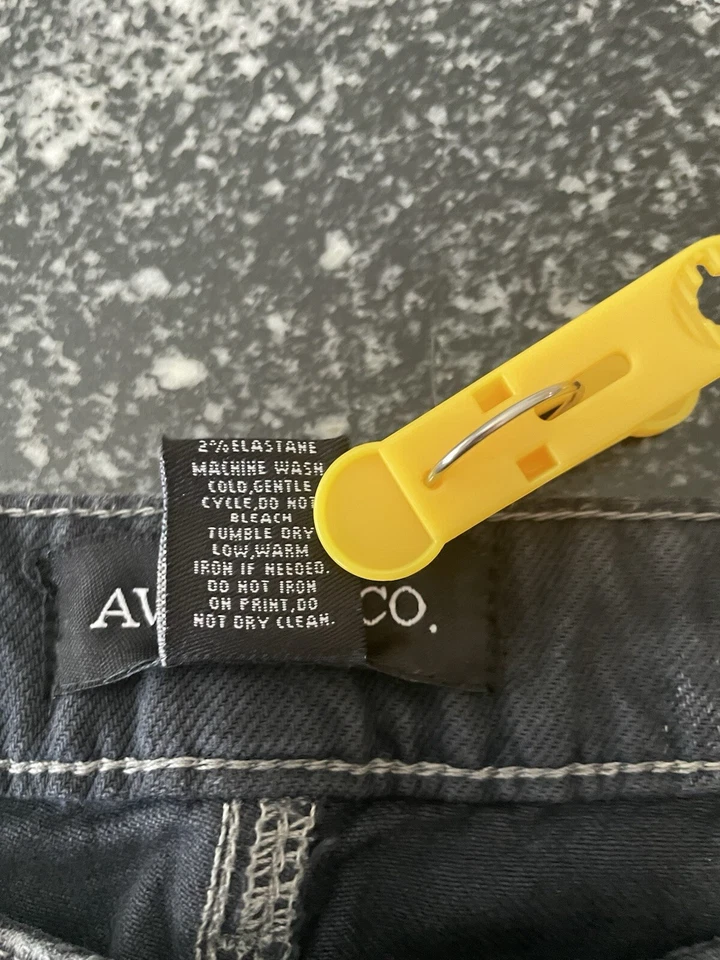 2% ELASTANE
MACHINE WASH
COLD,GENTLE
CYCLE,DO NOT
BLEACH
TUMBLE DRY
LOW,WARM
IRON IF NEEDED.
DO NOT IRON
ON PRINT,DO
NOT DRY CLEAN.
CO.